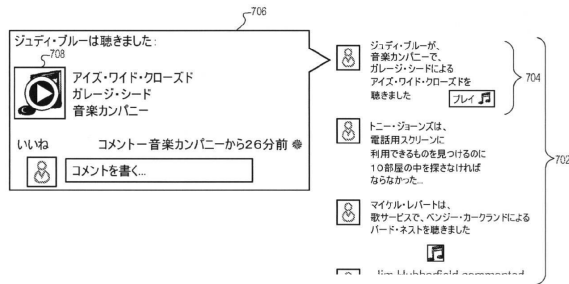 706
ジュディ・ブルーは聴きました:
708
アイズ・ワイド・クローズド
ガレージ・シード
音楽カンパニー
いいね コメントー音楽カンパニーから26分前
コメントを書く...
ジュディ・ブルーが、
音楽カンパニーで、
ガレージ・シードによる
アイズ・ワイド・クローズドを
聴きました
プレイ
704
トニー・ジョーンズは、
電話用スクリーンに
利用できるものを見つけるのに
10部屋の中を探さなければ
ならなかった...
702
マイケル・レパートは、
歌サービスで、ベンジー・カークランドによる
バード・ネストを聴きました
Jim Hubberfield commented